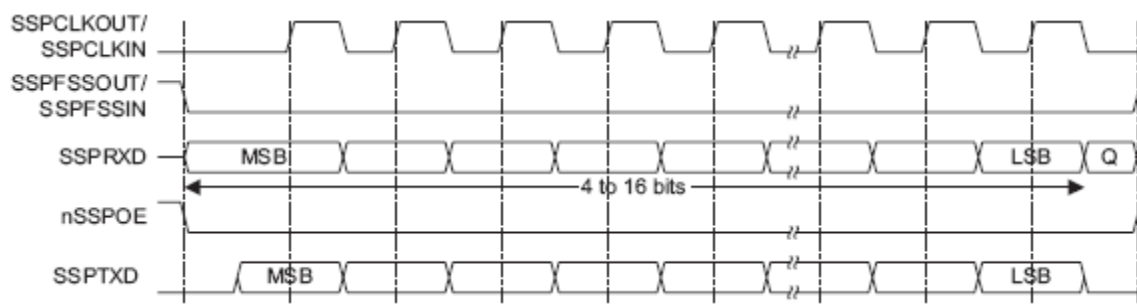 SSPCLKOUT/
SSPCLKIN
SSPFSSOUT/
SSPFSSIN
SSPRXD MSB LSB Q
4 to 16 bits
nSSPOE
SSPTXD MSB LSB